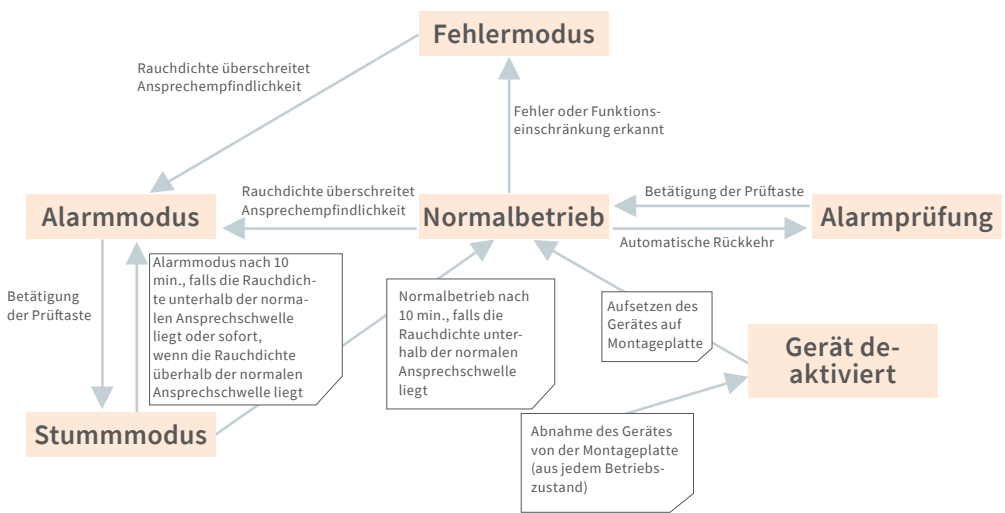 Fehlermodus
Rauchdichte überschreitet
Ansprechempfindlichkeit
Fehler oder Funktions-
einschränkung erkannt
Alarmmodus
Rauchdichte überschreitet
Ansprechempfindlichkeit
Normalbetrieb
Betätigung der Prüftaste
Automatische Rückkehr
Alarmprüfung
Betätigung
der Prüftaste
Alarmmodus nach 10
min., falls die Rauchdich-
te unterhalb der norma-
len Ansprechschwelle
liegt oder sofort,
wenn die Rauchdichte
überhalb der normalen
Ansprechschwelle liegt
Normalbetrieb nach
10 min., falls die
Rauchdichte unter-
halb der normalen
Ansprechschwelle
liegt
Aufsetzen des
Gerätes auf
Montageplatte
Gerät de-
aktiviert
Stummmodus
Abnahme des Gerätes
von der Montageplatte
(aus jedem Betriebs-
zustand)